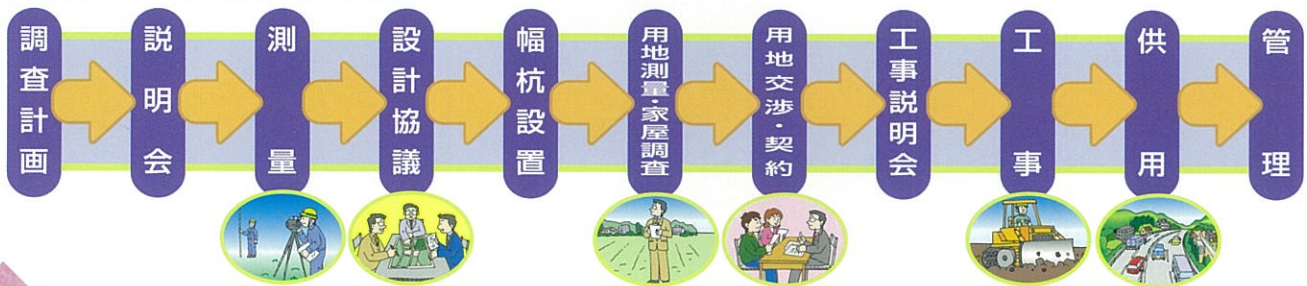 調査計画
説明会
測量
設計協議
幅杭設置
用地測量・家屋調査
用地交渉・契約
工事説明会
工事
供用
管理